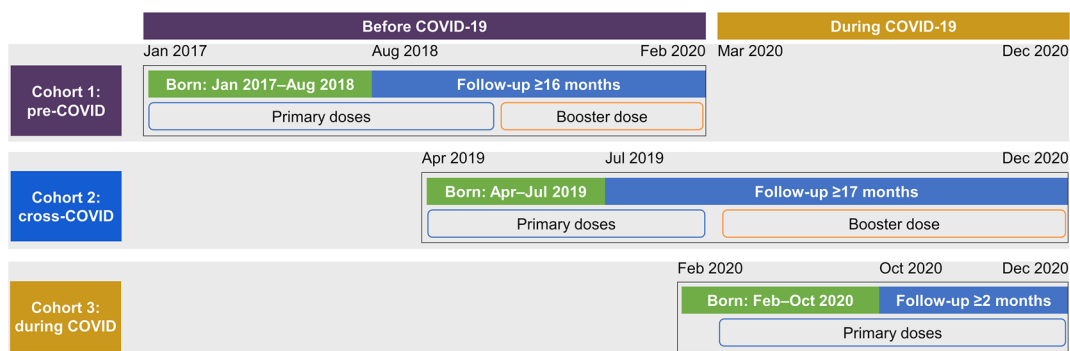 Before COVID-19 During COVID-19
Jan 2017 Aug 2018 Feb 2020 Mar 2020 Dec 2020
Cohort 1:
pre-COVID
Born: Jan 2017–Aug 2018 Follow-up ≥16 months
Primary doses Booster dose
Apr 2019 Jul 2019 Dec 2020
Cohort 2:
cross-COVID
Born: Apr–Jul 2019 Follow-up ≥17 months
Primary doses Booster dose
Feb 2020 Oct 2020 Dec 2020
Cohort 3:
during COVID
Born: Feb–Oct 2020 Follow-up ≥2 months
Primary doses